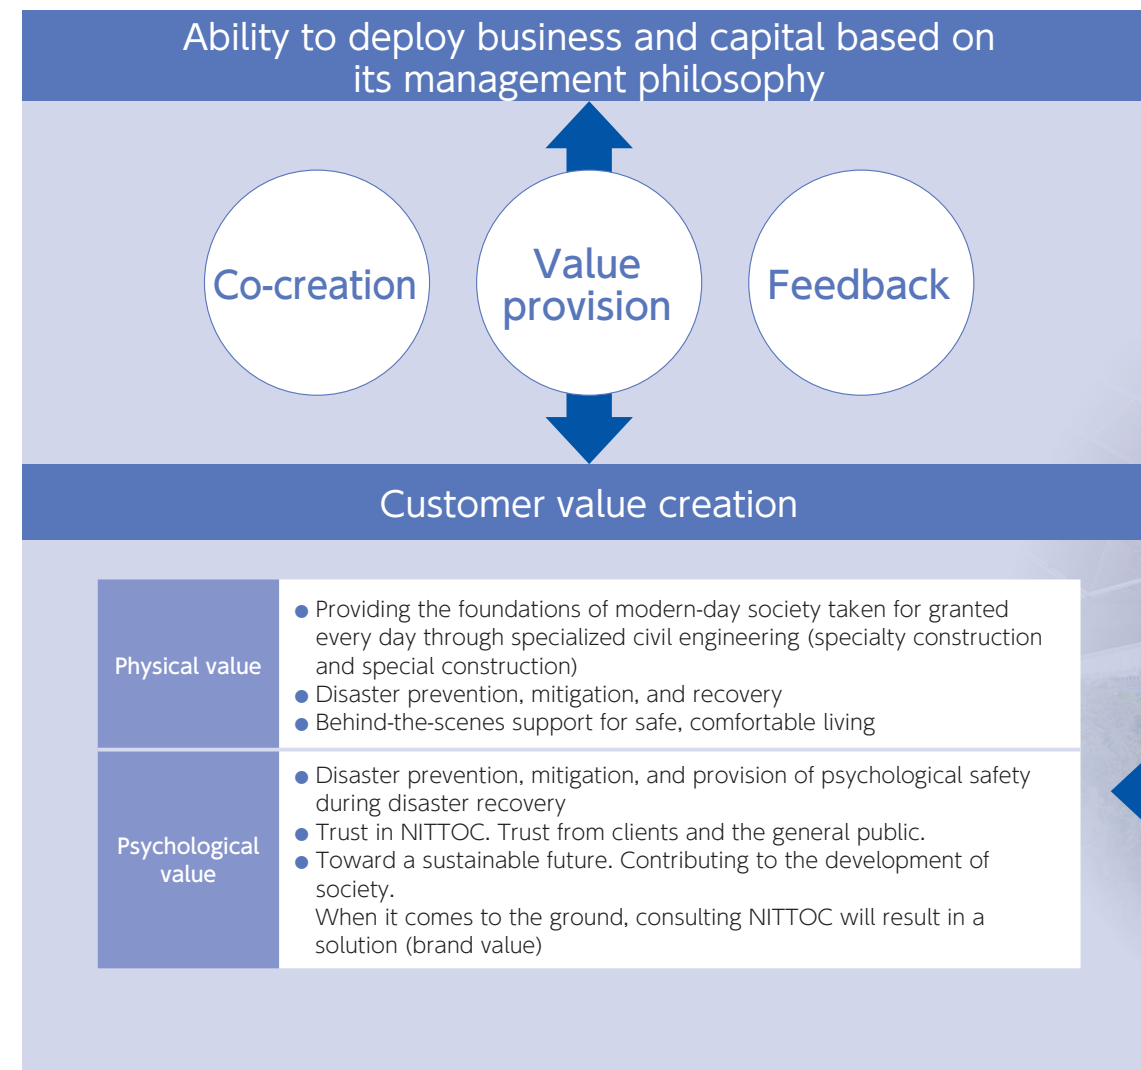 Ability to deploy business and capital based on
its management philosophy
Co-creation
Value
provision
Feedback
Customer value creation
Physical value
● Providing the foundations of modern-day society taken for granted
every day through specialized civil engineering (specialty construction
and special construction)
● Disaster prevention, mitigation, and recovery
● Behind-the-scenes support for safe, comfortable living
Psychological
value
● Disaster prevention, mitigation, and provision of psychological safety
during disaster recovery
● Trust in NITTOC. Trust from clients and the general public.
● Toward a sustainable future. Contributing to the development of
society.
When it comes to the ground, consulting NITTOC will result in a
solution (brand value)